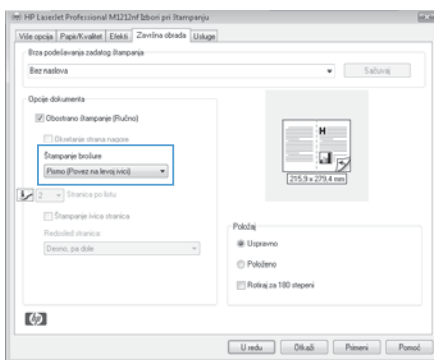 HP LaserJet Professional M1212nf Izbori pri štampanju
Više opcija Papir/Kvalitet Efekti Završna obrada Usluge
Brza podešavanja zadatog štampanja
Bez naslova
Sačuvaj
Opcije dokumenta
Obostrano štampanje (Ručno)
Okretanje strana nagore
Štampanje brošure
Pismo (Povez na levoj ivici)
2 Stranica po listu
Štampanje ivica stranica
Redosled stranica:
Desno, pa dole
H
215,9 x 279,4 mm
Položaj
Uspravno
Položeno
Rotiraj za 180 stepeni
hp
U redu Otkaži Primeni Pomoć